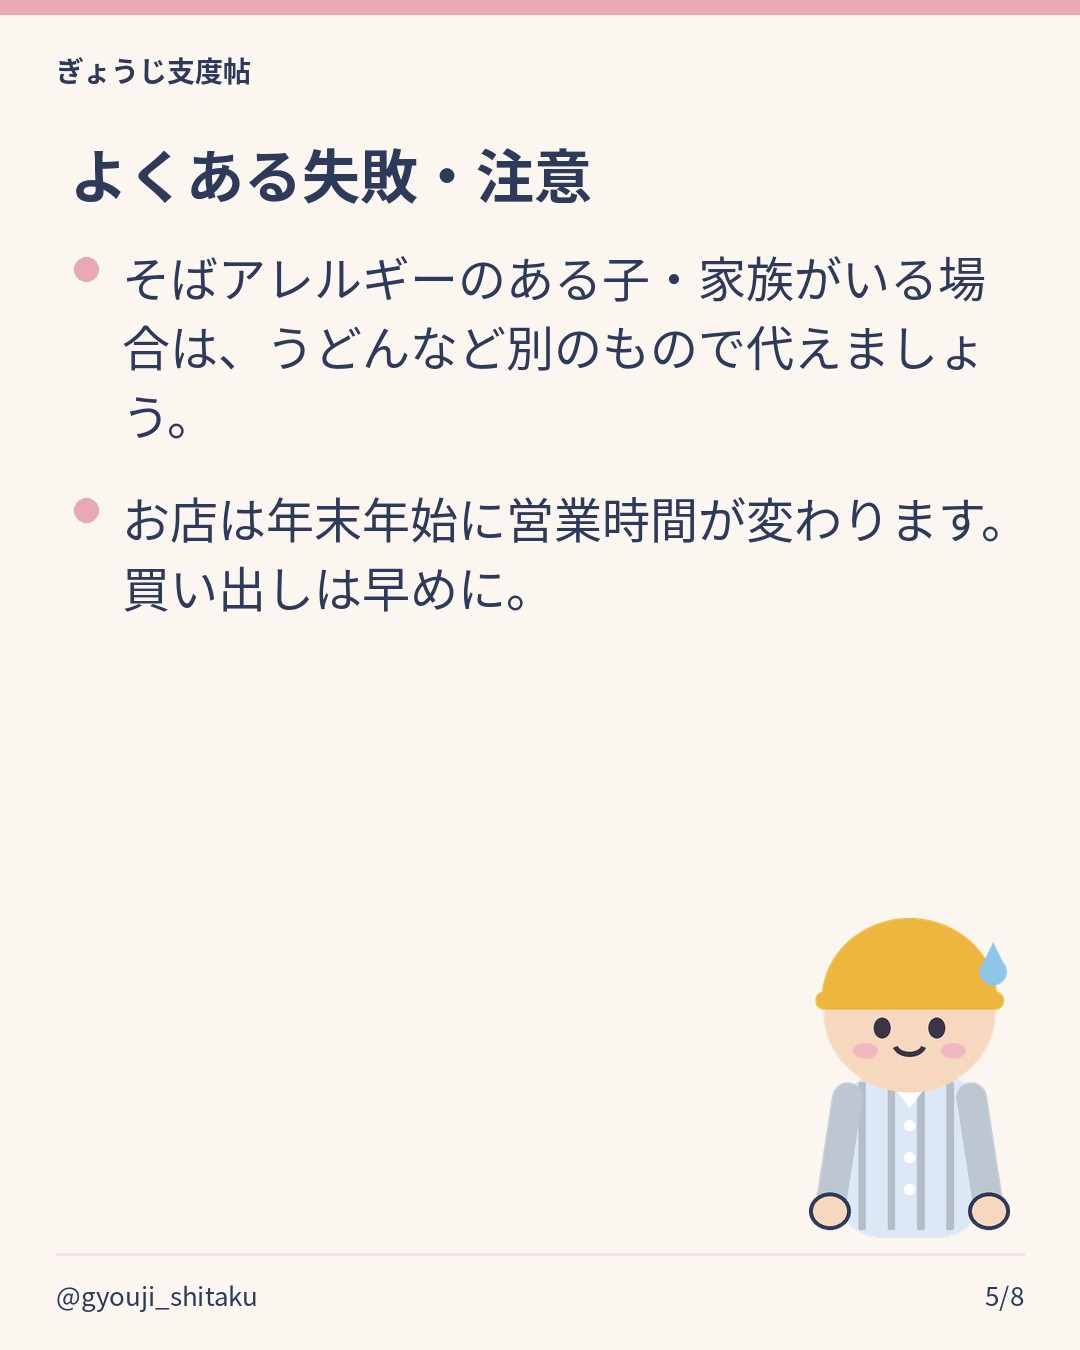 ぎょうじ支度帖
よくある失敗・注意
そばアレルギーのある子・家族がいる場
合は、うどんなど別のもので代えましょ
う。
お店は年末年始に営業時間が変わります。
買い出しは早めに。
@gyouji_shitaku
5/8